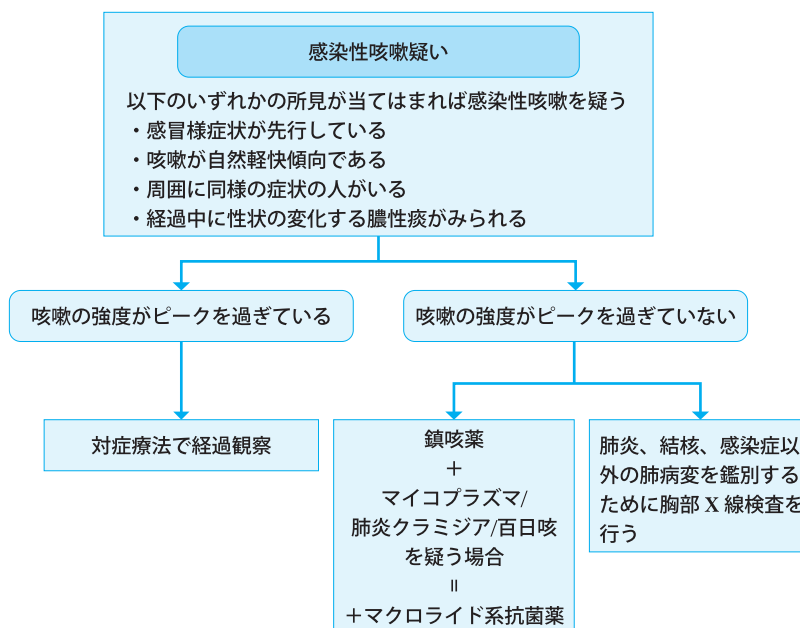 感染性咳嗽疑い
以下のいずれかの所見が当てはまれば感染性咳嗽を疑う
・感冒様症状が先行している
・咳嗽が自然軽快傾向である
・周囲に同様の症状の人がいる
・経過中に性状の変化する膿性痰がみられる
咳嗽の強度がピークを過ぎている
咳嗽の強度がピークを過ぎていない
対症療法で経過観察
鎮咳薬
＋
マイコプラズマ/
肺炎クラミジア/百日咳
を疑う場合
＝
＋マクロライド系抗菌薬
肺炎、結核、感染症以
外の肺病変を鑑別する
ために胸部 X 線検査を
行う